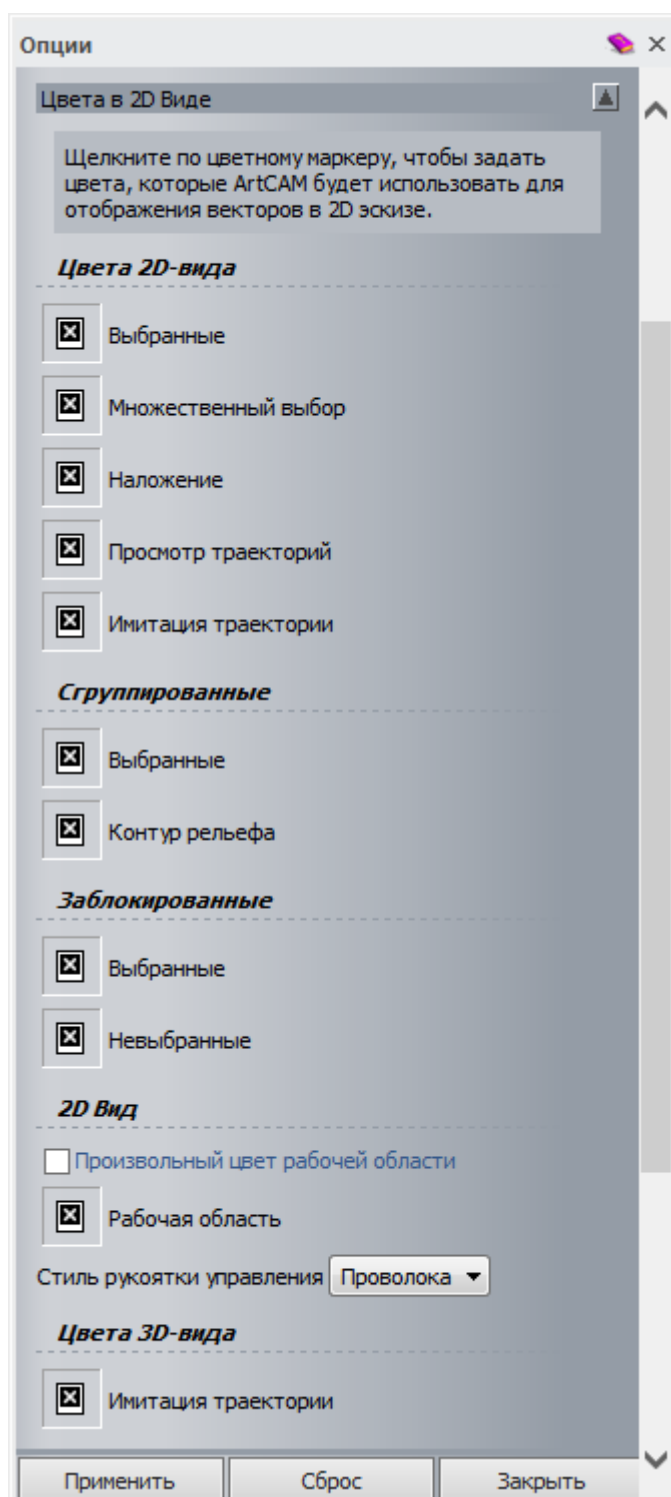 Опции
Цвета в 2D Виде
Щелкните по цветному маркеру, чтобы задать
цвета, которые ArtCAM будет использовать для
отображения векторов в 2D эскизе.
Цвета 2D-вида
Выбранные
Множественный выбор
Наложение
Просмотр траекторий
Имитация траектории
Сгруппированные
Выбранные
Контур рельефа
Заблокированные
Выбранные
Невыбранные
2D Вид
Произвольный цвет рабочей области
Рабочая область
Стиль рукоятки управления Проволока
Цвета 3D-вида
Имитация траектории
Применить Сброс Закрыть